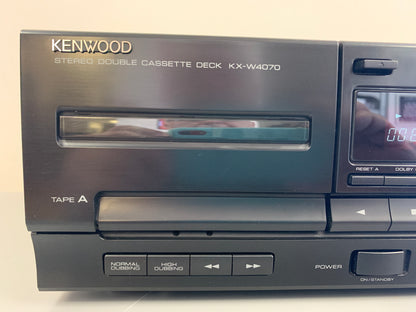 KENWOOD
STEREO DOUBLE CASSETTE DECK KX-W4070
RESET A
DOLBY
TAPE A
NORMAL DUBBING
HIGH DUBBING
POWER
ON/STANDBY